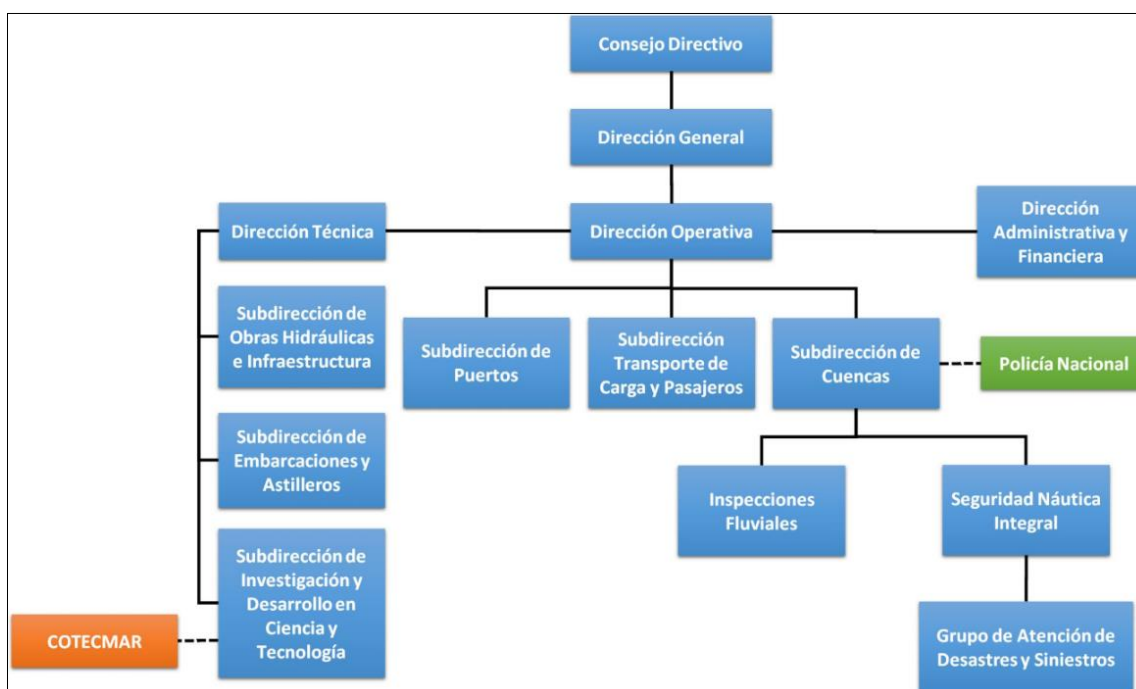 Consejo Directivo
Dirección General
Dirección Técnica
Dirección Operativa
Dirección
Administrativa y
Financiera
Subdirección de
Obras Hidráulicas
e Infraestructura
Subdirección de
Puertos
Subdirección
Transporte de
Carga y Pasajeros
Subdirección de
Cuencas
Policía Nacional
Subdirección de
Embarcaciones y
Astilleros
Inspecciones
Fluviales
Seguridad Náutica
Integral
Subdirección de
Investigación y
Desarrollo en
Ciencia y
Tecnología
COTECMAR
Grupo de Atención de
Desastres y Siniestros